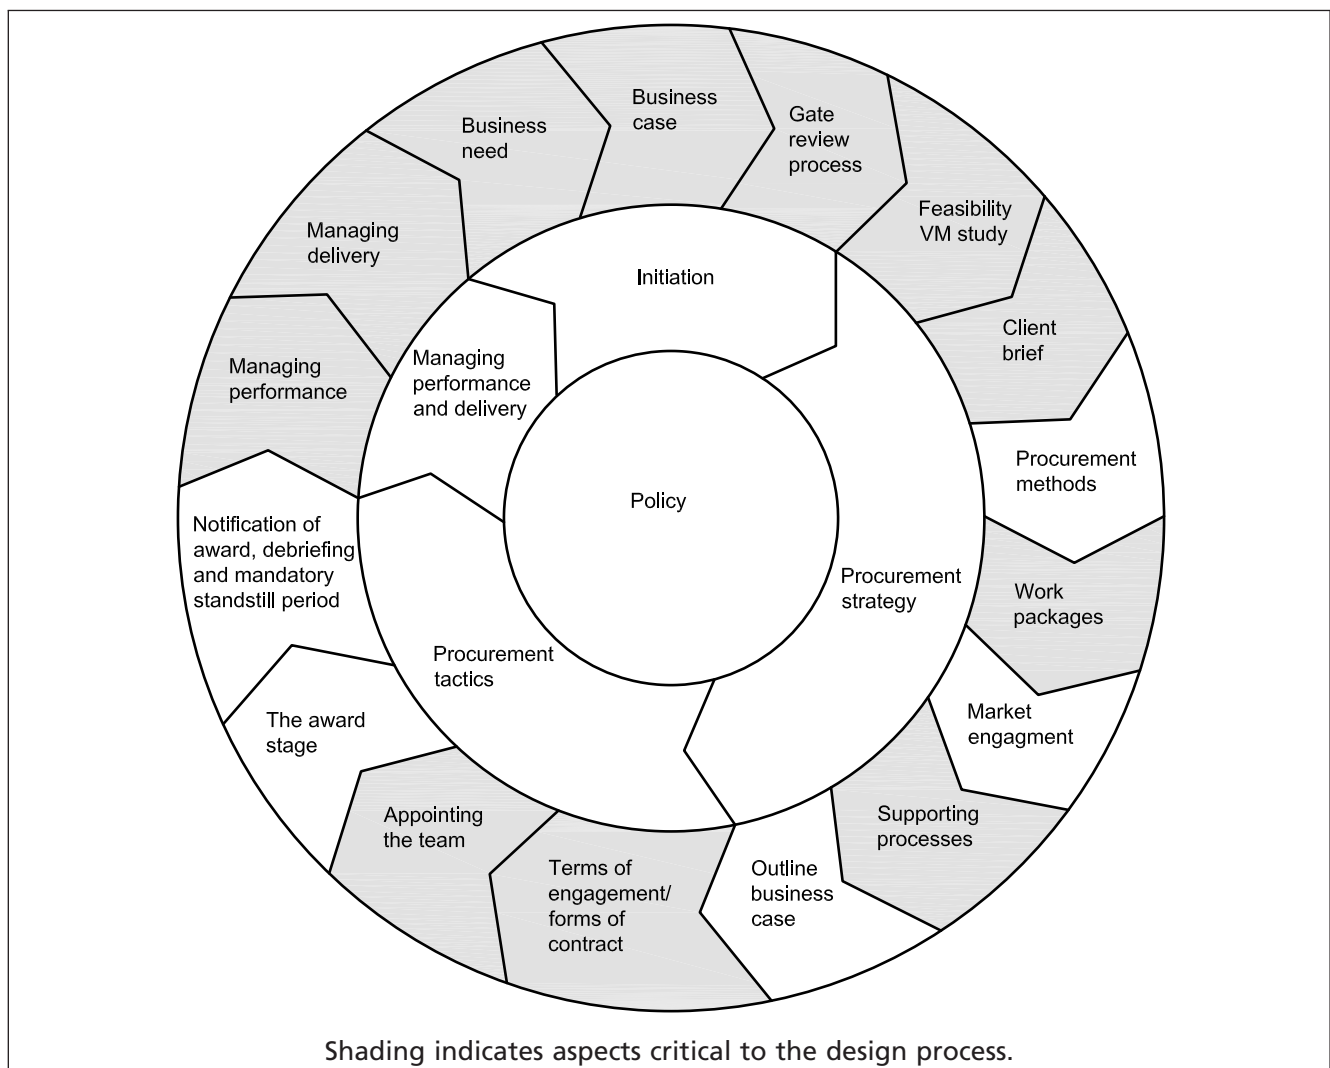 Business
case
Gate
review
process
Feasibility
VM study
Client
brief
Procurement
methods
Work
packages
Market
engagment
Supporting
processes
Outline
business
case
Terms of
engagement/
forms of
contract
Appointing
the team
The award
stage
Notification of
award, debriefing
and mandatory
standstill period
Managing
performance
Managing
delivery
Business
need
Initiation
Procurement
strategy
Procurement
tactics
Managing
performance
and delivery
Policy
Shading indicates aspects critical to the design process.